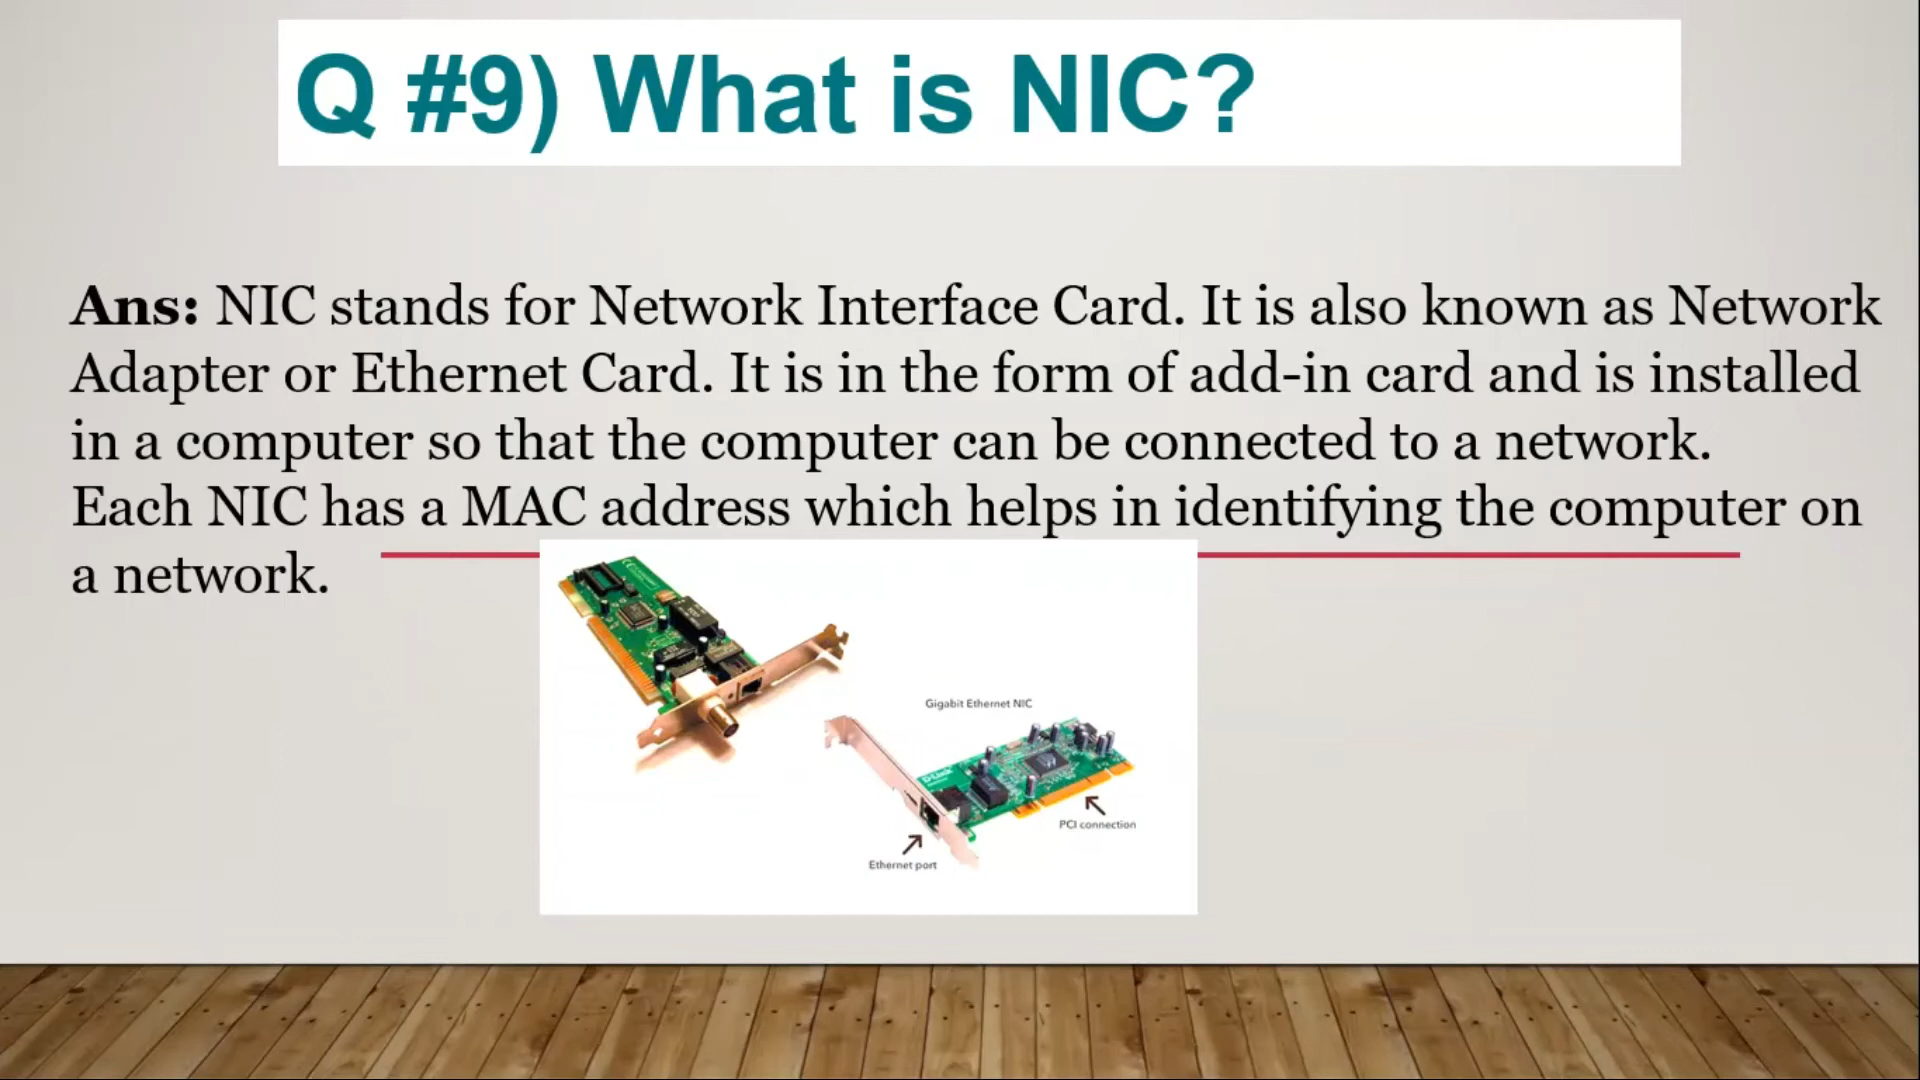 Q #9) What is NIC?
Ans: NIC stands for Network Interface Card. It is also known as Network
Adapter or Ethernet Card. It is in the form of add-in card and is installed
in a computer so that the computer can be connected to a network.
Each NIC has a MAC address which helps in identifying the computer on
a network.
Gigabit Ethernet NIC
D-Link
PCI connection
Ethernet port